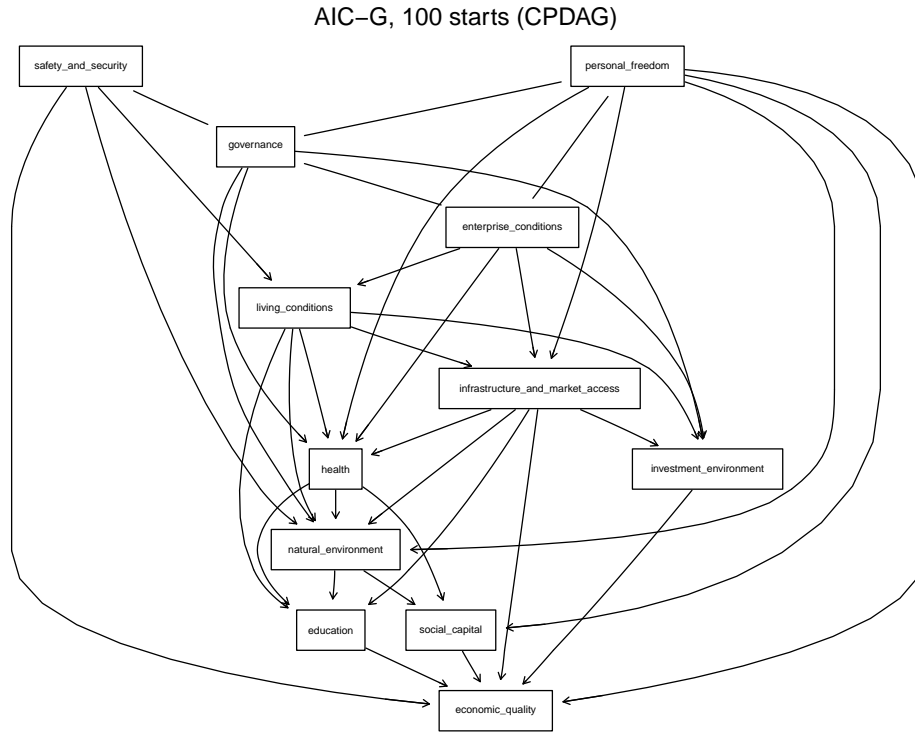 AIC−G, 100 starts (CPDAG)
safety_and_security
personal_freedom
governance
enterprise_conditions
living_conditions
infrastructure_and_market_access
health
investment_environment
natural_environment
education
social_capital
economic_quality